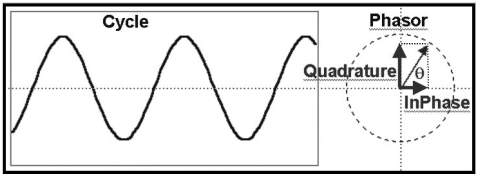 Cycle
Phasor
Quadrature
θ
InPhase